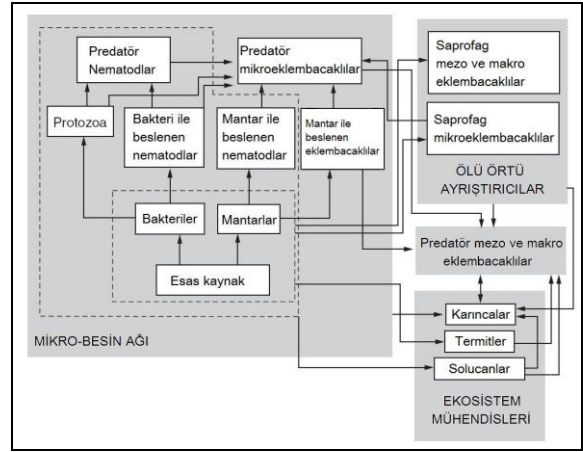 Predatör
Nematodlar
Predatör
mikroeklembacaklılar
Protozoa
Bakteri ile
beslenen
nematodlar
Mantar ile
beslenen
nematodlar
Mantar ile
beslenen
eklembacaklılar
Bakteriler
Mantarlar
Esas kaynak
MİKRO-BESİN AĞI
Saprofag
mezo ve makro
eklembacaklılar
Saprofag
mikroeklembacaklılar
ÖLÜ ÖRTÜ
AYRIŞTIRICILAR
Predatör mezo ve makro
eklembacaklılar
Karıncalar
Termitler
Solucanlar
EKOSİSTEM
MÜHENDİSLERİ